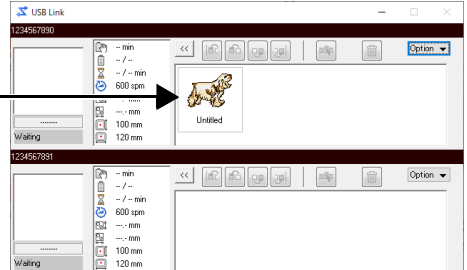 USB Link
1234567890
-- min
-- / --
-- / -- min
600 spm
Option
---.- mm
100 mm
120 mm
Untitled
--------
Waiting
1234567891
-- min
-- / --
-- / -- min
600 spm
Option
---.- mm
---.- mm
100 mm
120 mm
--------
Waiting